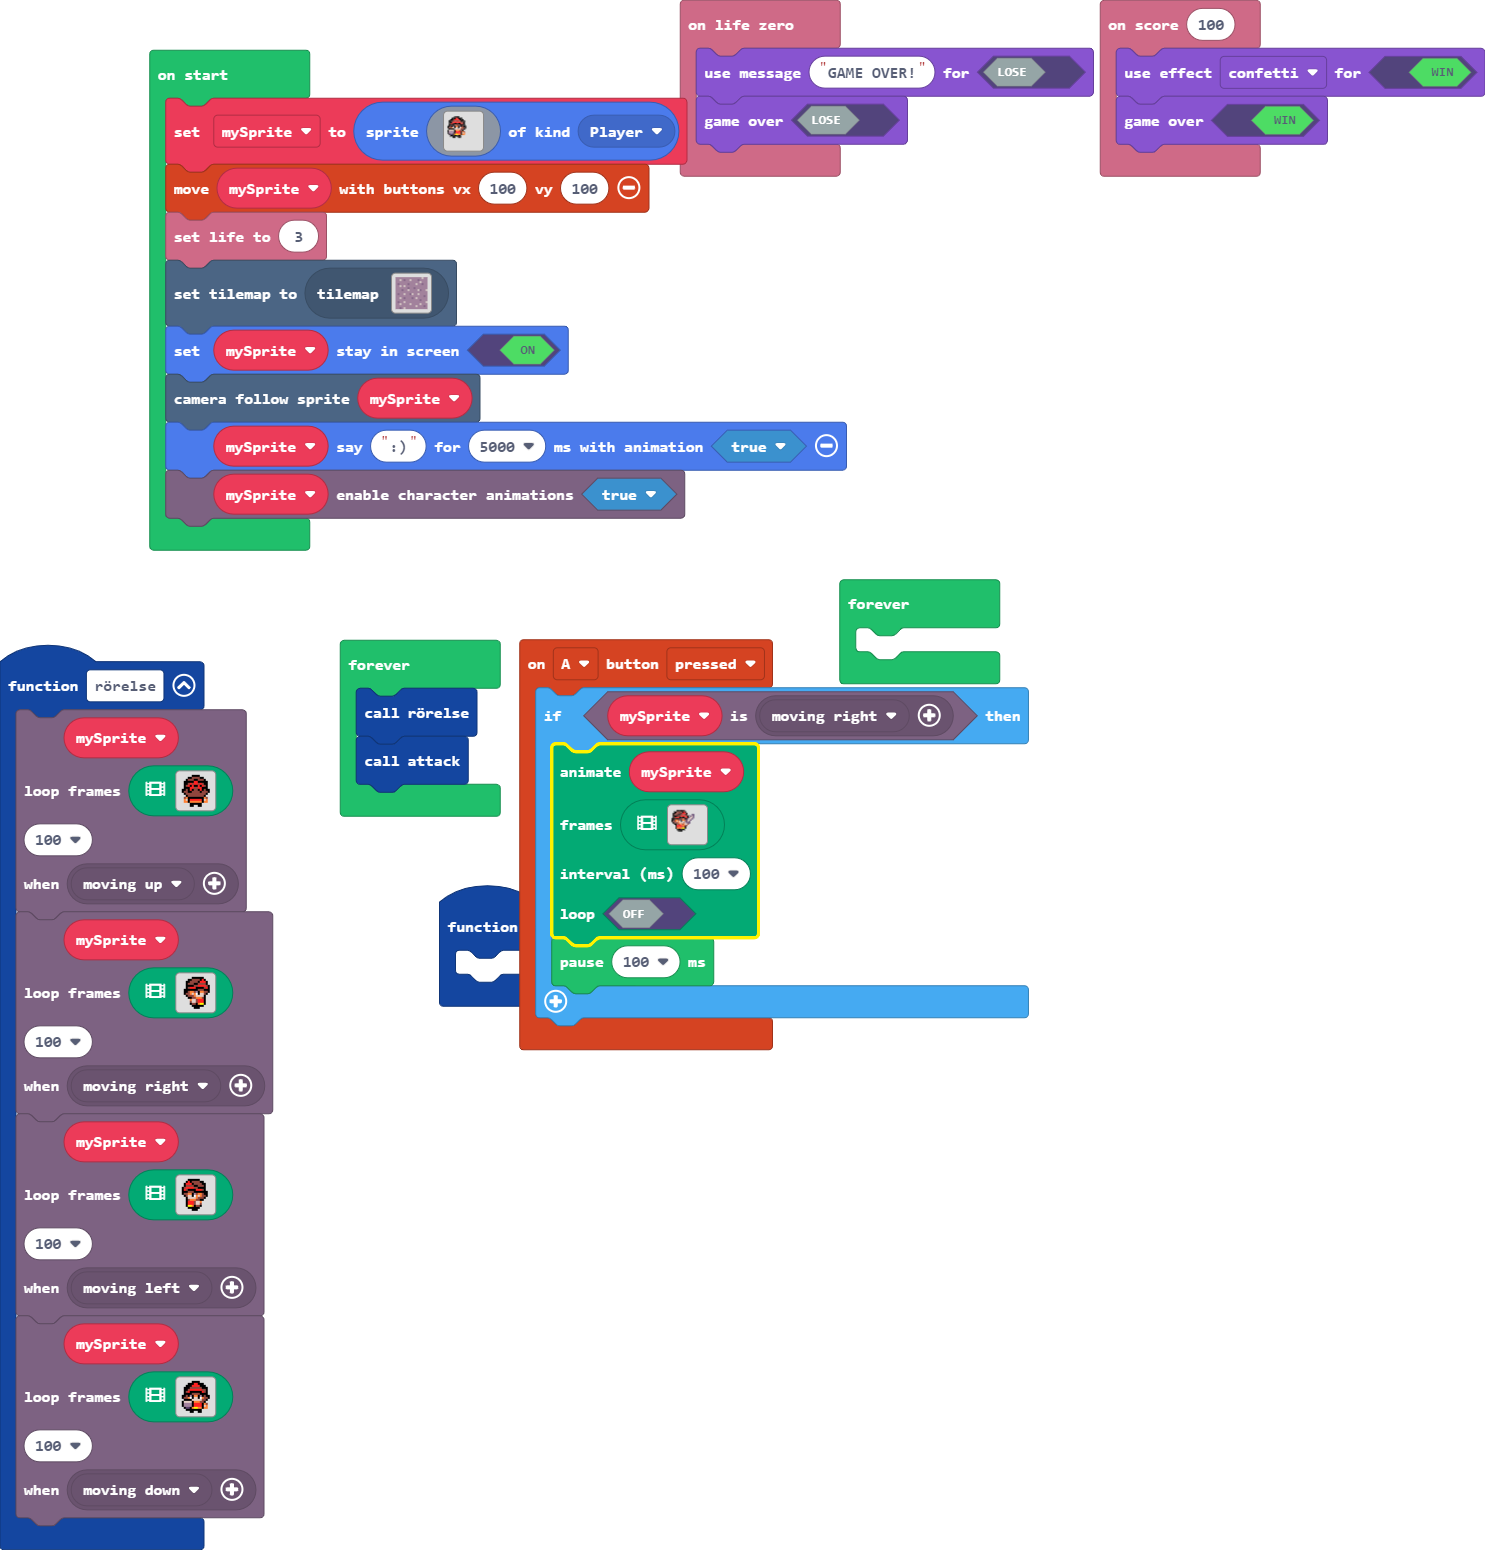 on start
set mySprite to sprite of kind Player
move mySprite with buttons vx 100 vy 100
set life to 3
set tilemap to tilemap
set mySprite stay in screen ON
camera follow sprite mySprite
mySprite say ":)" for 5000 ms with animation true
mySprite enable character animations true
on life zero
use message "GAME OVER!" for LOSE
game over LOSE
on score 100
use effect confetti for WIN
game over WIN
function rörelse
mySprite
loop frames
100
when moving up
mySprite
loop frames
100
when moving right
mySprite
loop frames
100
when moving left
mySprite
loop frames
100
when moving down
forever
call rörelse
call attack
function
on A button pressed
if mySprite is moving right then
animate mySprite
frames
interval (ms) 100
loop OFF
pause 100 ms
forever